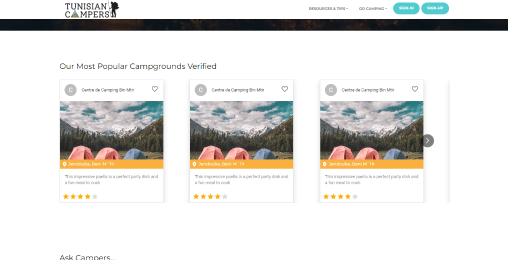 TUNISIAN
CAMPERS
RESOURCES & TIPS
GO CAMPING
SIGN IN
SIGN UP
Our Most Popular Campgrounds Verified
C Centre de Camping Bni Mtir
C Centre de Camping Bni Mtir
C Centre de Camping Bni Mtir
Jendouba, Beni M'Tir
Jendouba, Beni M'Tir
Jendouba, Beni M'Tir
This impressive paella is a perfect party dish and
a fun meal to cook
This impressive paella is a perfect party dish and
a fun meal to cook
This impressive paella is a perfect party dish and
a fun meal to cook
Ask Campers...